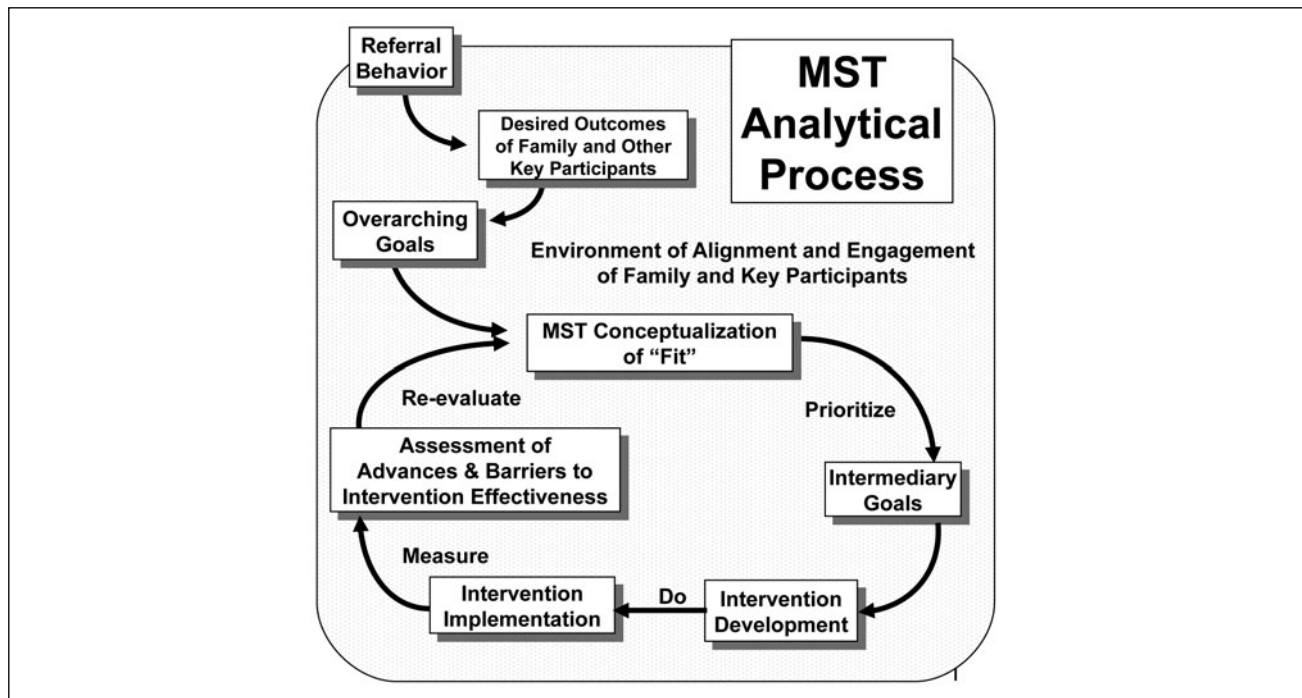 Referral
Behavior
MST
Analytical
Process
Desired Outcomes
of Family and Other
Key Participants
Overarching
Goals
Environment of Alignment and Engagement
of Family and Key Participants
MST Conceptualization
of “Fit”
Re-evaluate
Prioritize
Assessment of
Advances & Barriers to
Intervention Effectiveness
Intermediary
Goals
Measure
Do
Intervention
Implementation
Intervention
Development